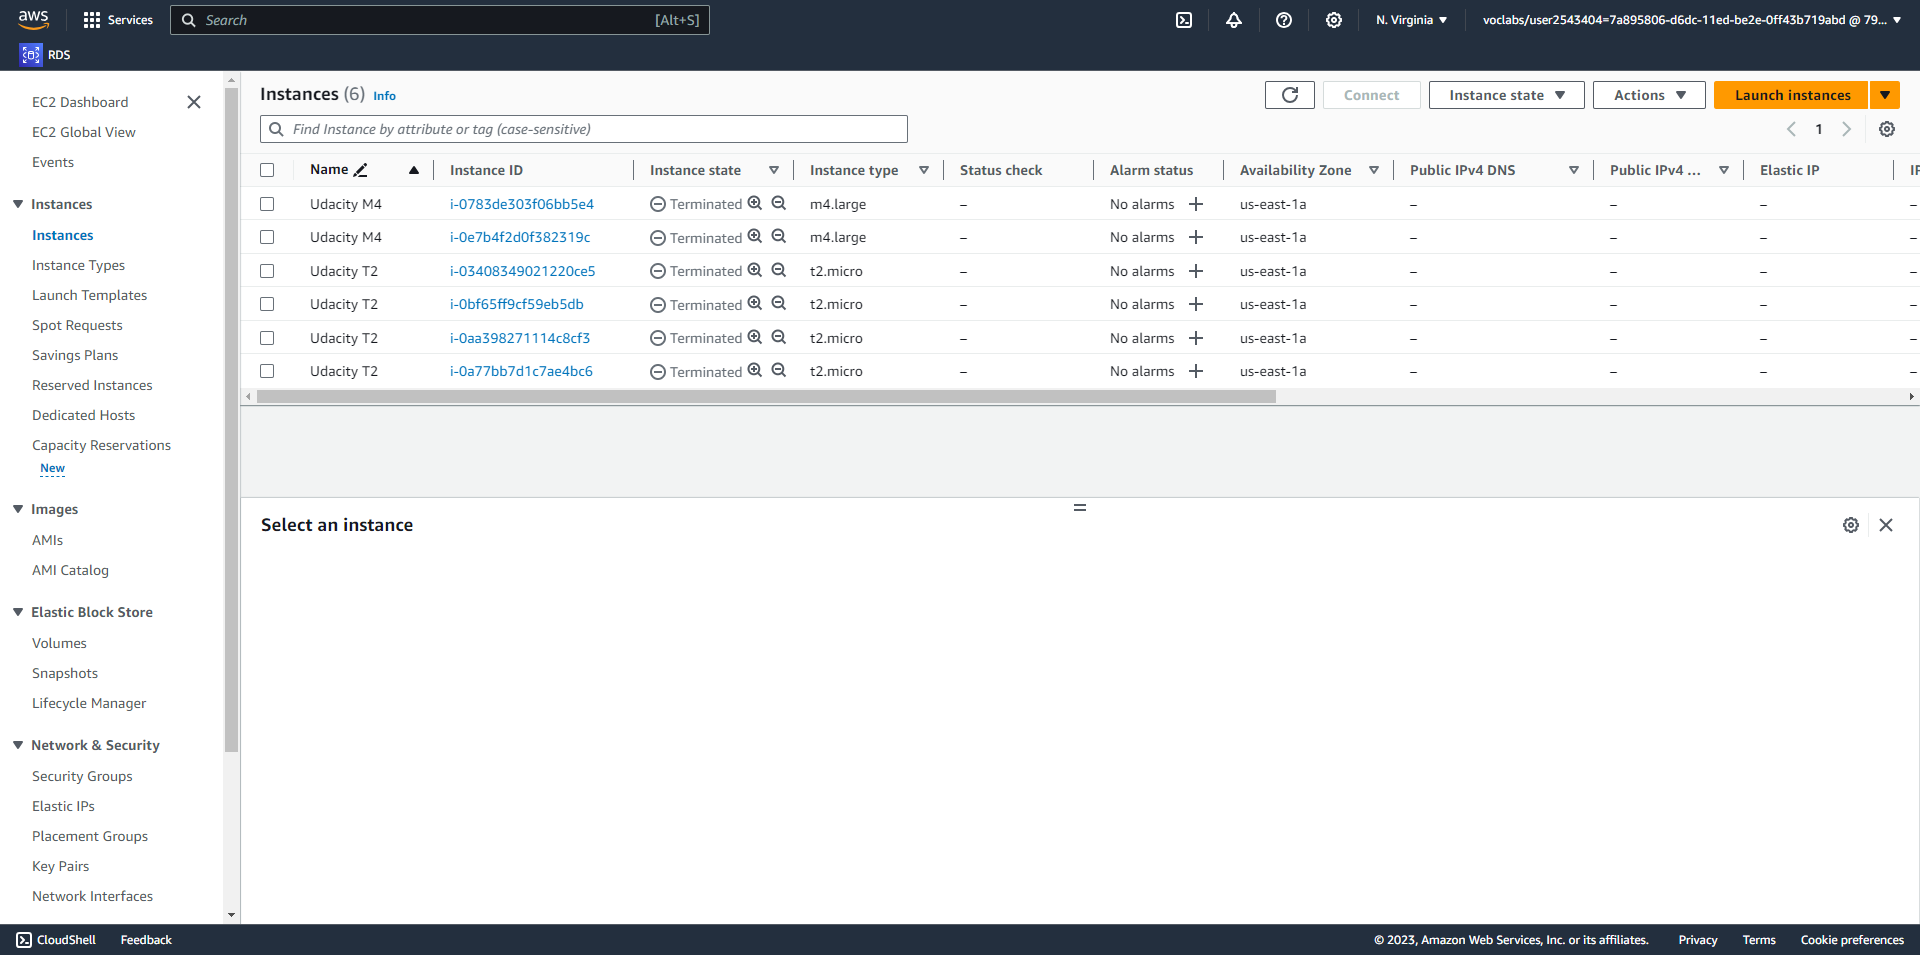 aws
Services
Search [Alt+S]
N. Virginia
voclabs/user2543404=7a895806-d6dc-11ed-be2e-0ff43b719abd @ 79...
RDS
EC2 Dashboard
EC2 Global View
Events
Instances
Instances
Instance Types
Launch Templates
Spot Requests
Savings Plans
Reserved Instances
Dedicated Hosts
Capacity Reservations
New
Images
AMIs
AMI Catalog
Elastic Block Store
Volumes
Snapshots
Lifecycle Manager
Network & Security
Security Groups
Elastic IPs
Placement Groups
Key Pairs
Network Interfaces
Instances (6) Info
Connect
Instance state
Actions
Launch instances
Find Instance by attribute or tag (case-sensitive)
1
Name Instance ID Instance state Instance type Status check Alarm status Availability Zone Public IPv4 DNS Public IPv4 ... Elastic IP IP
Udacity M4 i-0783de303f06bb5e4 Terminated m4.large – No alarms + us-east-1a – – – –
Udacity M4 i-0e7b4f2d0f382319c Terminated m4.large – No alarms + us-east-1a – – – –
Udacity T2 i-03408349021220ce5 Terminated t2.micro – No alarms + us-east-1a – – – –
Udacity T2 i-0bf65ff9cf59eb5db Terminated t2.micro – No alarms + us-east-1a – – – –
Udacity T2 i-0aa398271114c8cf3 Terminated t2.micro – No alarms + us-east-1a – – – –
Udacity T2 i-0a77bb7d1c7ae4bc6 Terminated t2.micro – No alarms + us-east-1a – – – –
Select an instance
CloudShell
Feedback
© 2023, Amazon Web Services, Inc. or its affiliates.
Privacy
Terms
Cookie preferences